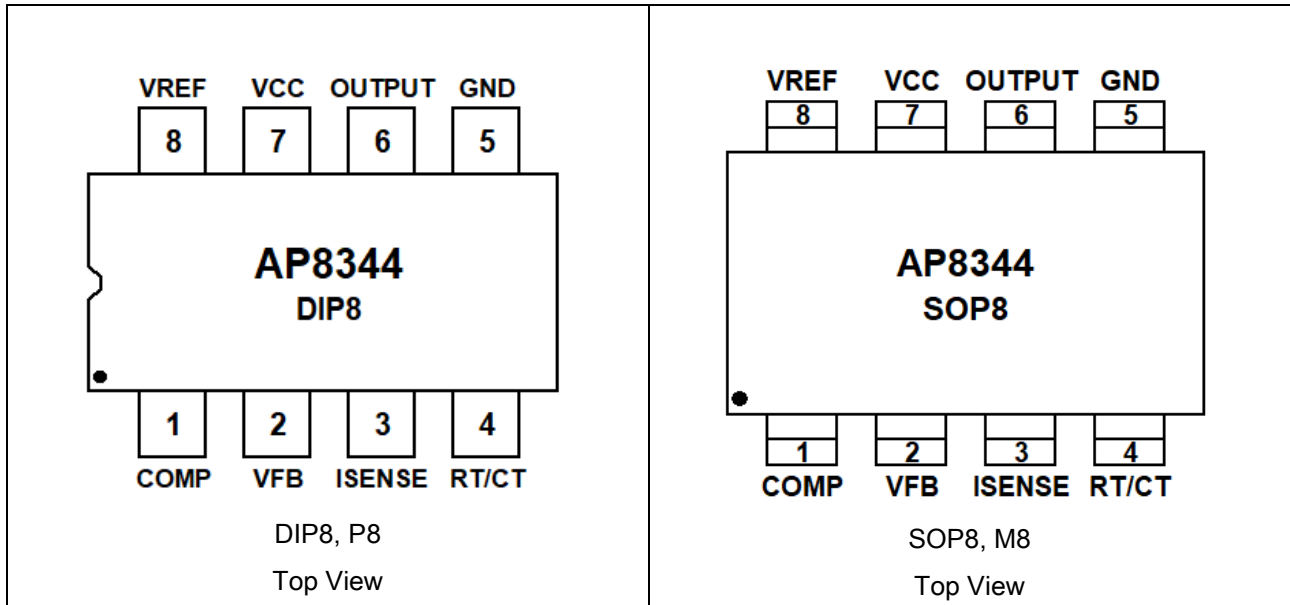 VREF VCC OUTPUT GND
8 7 6 5
AP8344
DIP8
1 2 3 4
COMP VFB ISENSE RT/CT
DIP8, P8
Top View
VREF VCC OUTPUT GND
8 7 6 5
AP8344
SOP8
1 2 3 4
COMP VFB ISENSE RT/CT
SOP8, M8
Top View